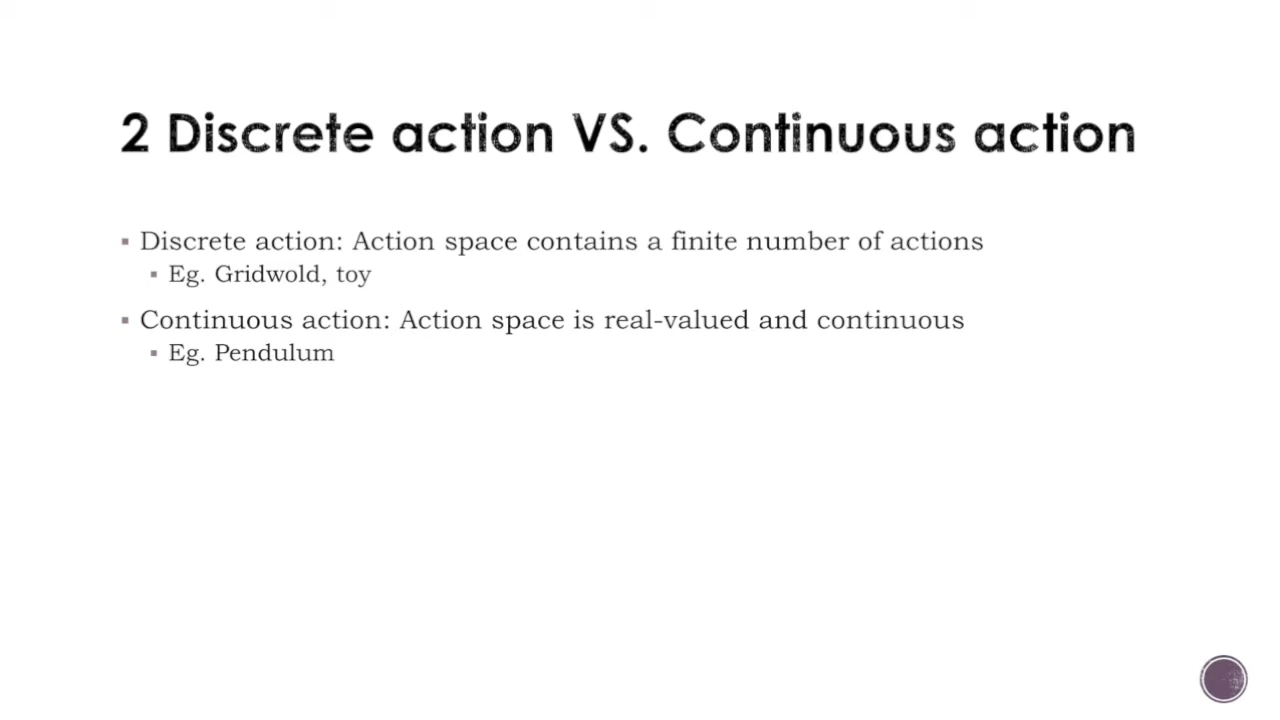 2 Discrete action VS. Continuous action
Discrete action: Action space contains a finite number of actions
Eg. Gridwold, toy
Continuous action: Action space is real-valued and continuous
Eg. Pendulum